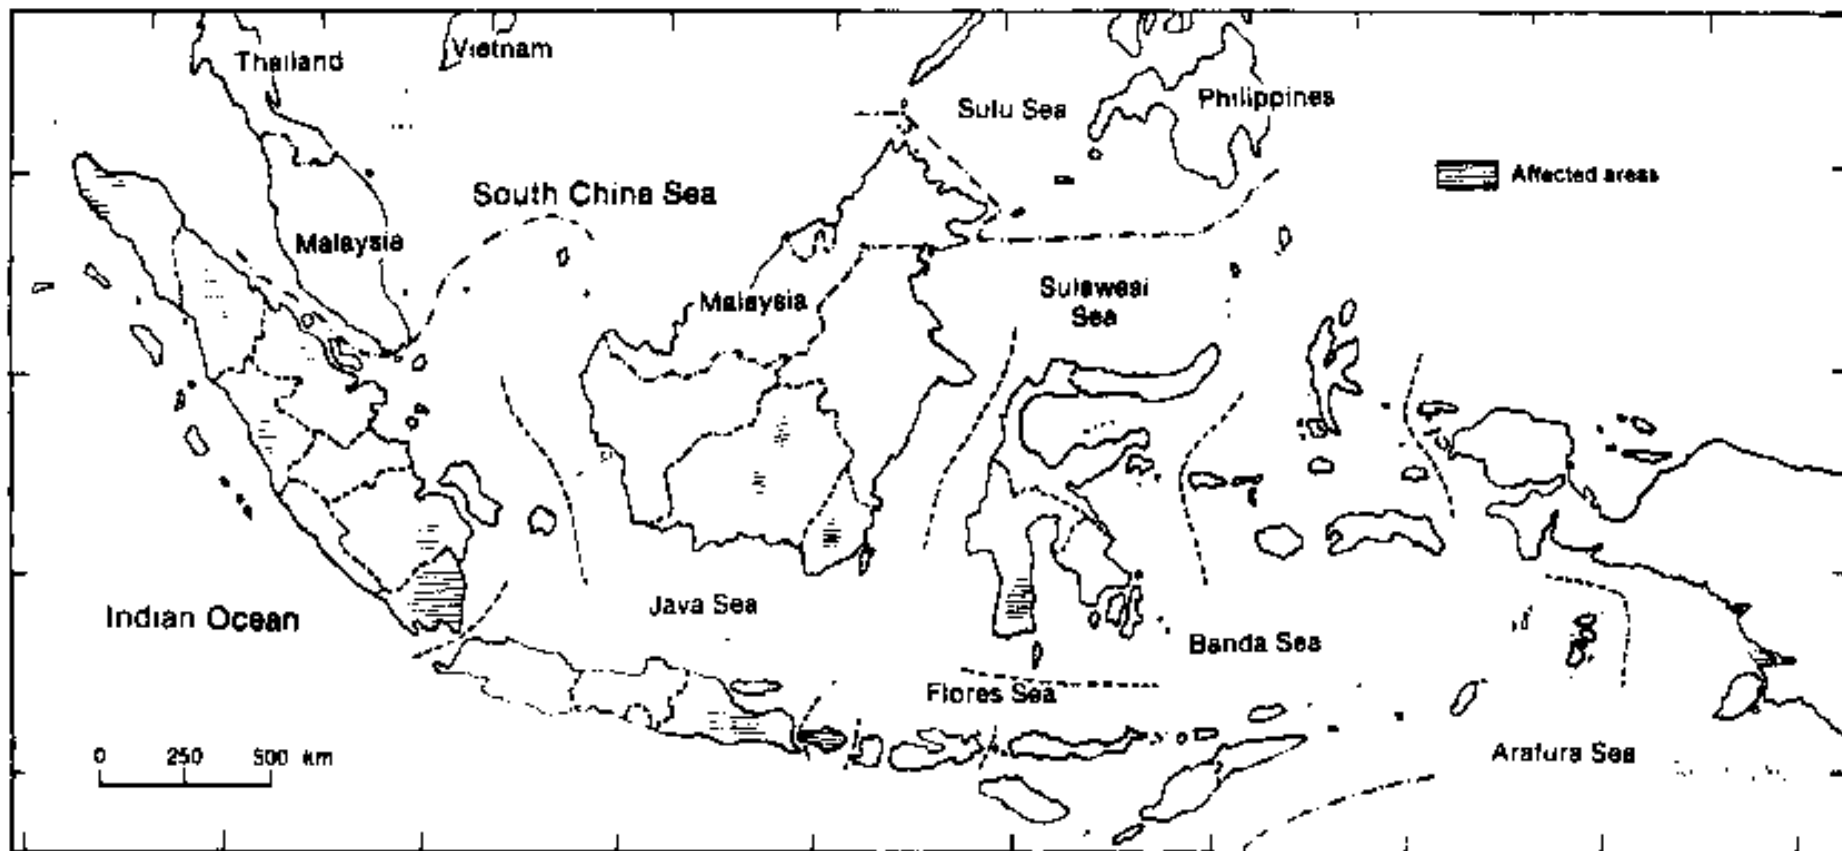 Thailand
Vietnam
Sulu Sea
Philippines
Affected areas
South China Sea
Malaysia
Malaysia
Sulawesi
Sea
Indian Ocean
Java Sea
Banda Sea
Flores Sea
Arafura Sea
0 250 500 km